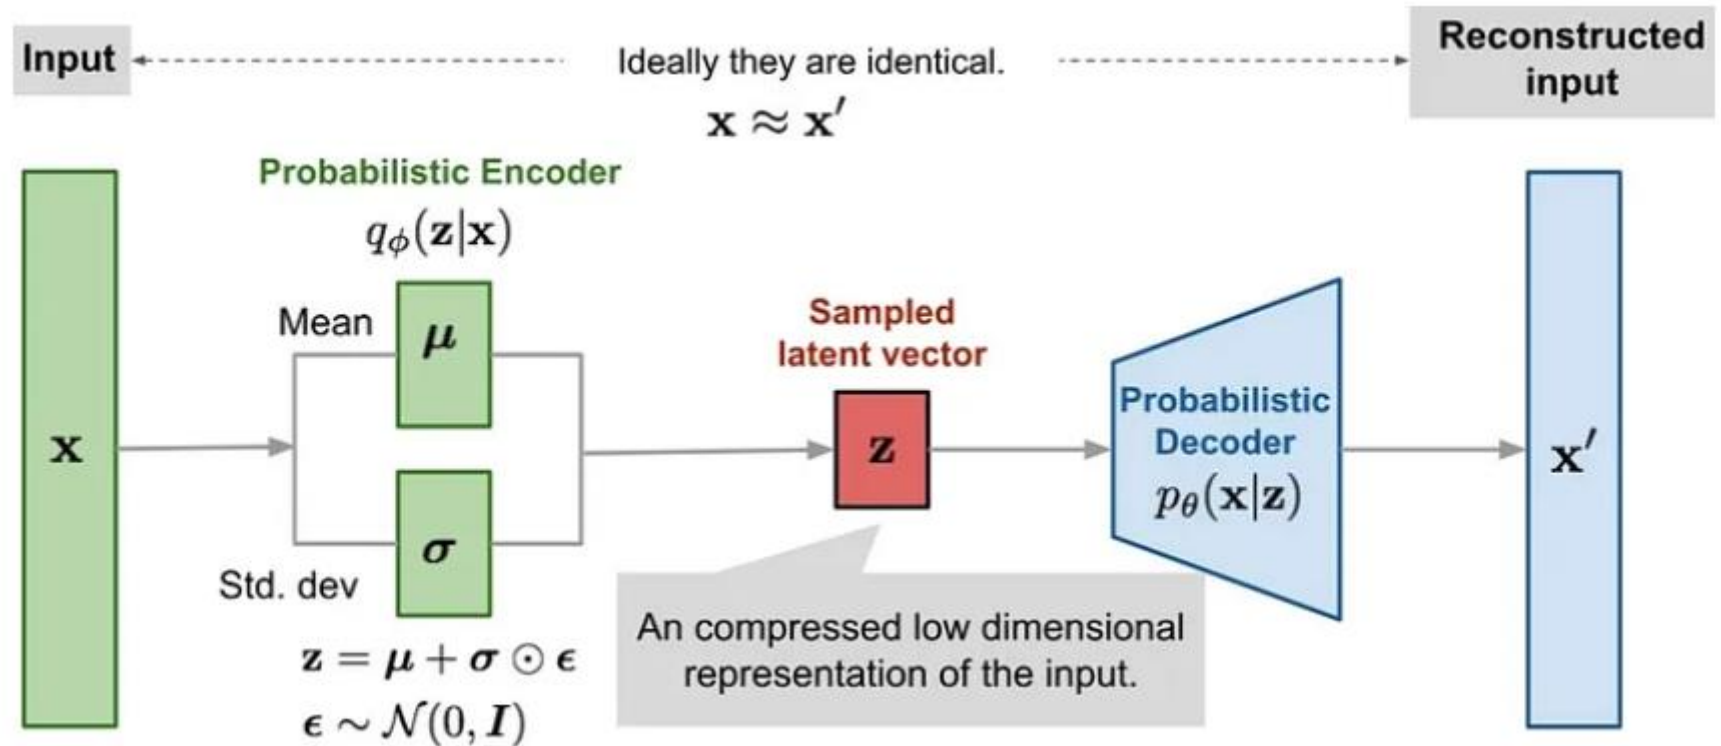 Input
Ideally they are identical.
x ≈ x′
Reconstructed
input
Probabilistic Encoder
qϕ(z|x)
Mean
μ
x
Std. dev
σ
z = μ + σ ⊙ ϵ
ϵ ∼ 𝒩(0, I)
Sampled
latent vector
z
An compressed low dimensional
representation of the input.
Probabilistic
Decoder
pθ(x|z)
x′